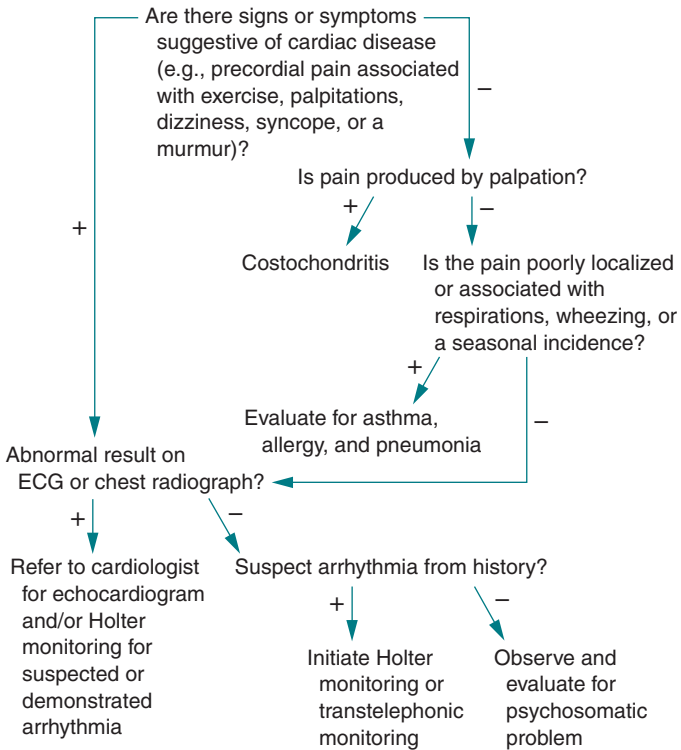 Are there signs or symptoms
suggestive of cardiac disease
(e.g., precordial pain associated
with exercise, palpitations,
dizziness, syncope, or a
murmur)?
–
Is pain produced by palpation?
+
–
+
Costochondritis
Is the pain poorly localized
or associated with
respirations, wheezing, or
a seasonal incidence?
+
Evaluate for asthma,
allergy, and pneumonia
–
Abnormal result on
ECG or chest radiograph?
+
–
Refer to cardiologist
for echocardiogram
and/or Holter
monitoring for
suspected or
demonstrated
arrhythmia
Suspect arrhythmia from history?
+
–
Initiate Holter
monitoring or
transtelephonic
monitoring
Observe and
evaluate for
psychosomatic
problem